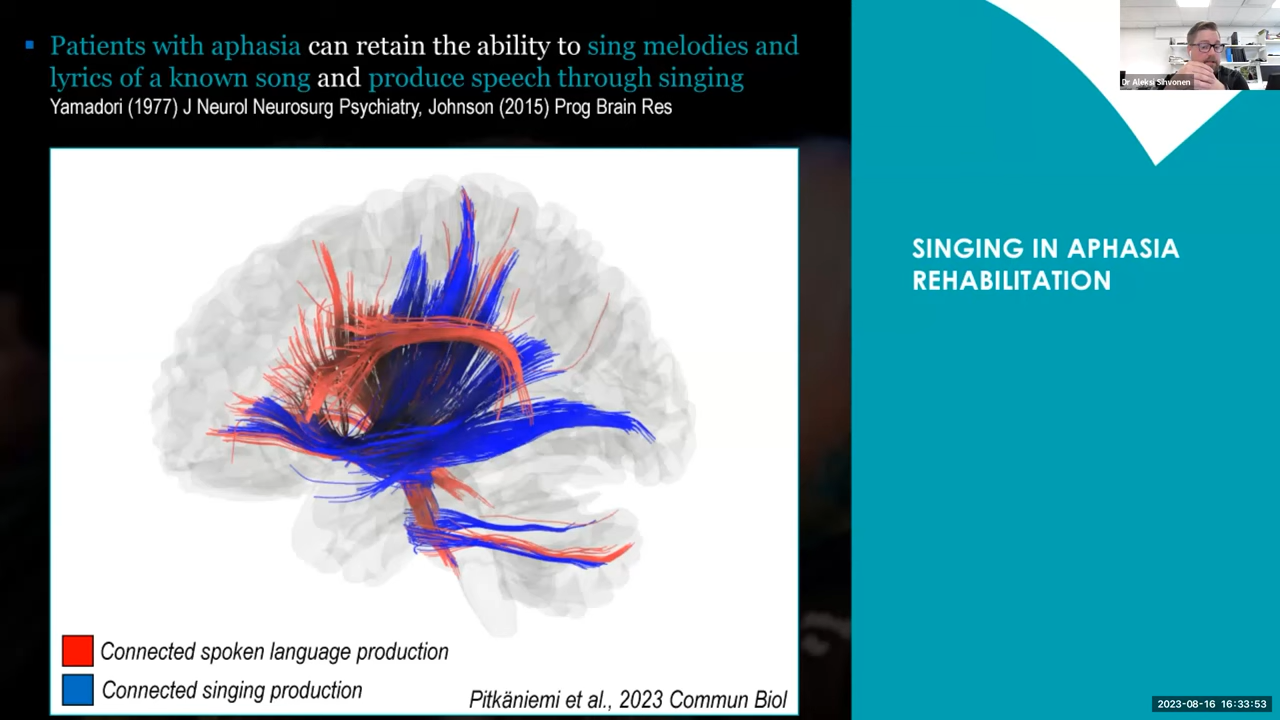 Patients with aphasia can retain the ability to sing melodies and
lyrics of a known song and produce speech through singing
Yamadori (1977) J Neurol Neurosurg Psychiatry, Johnson (2015) Prog Brain Res
Dr Aleksi Sihvonen
SINGING IN APHASIA
REHABILITATION
Connected spoken language production
Connected singing production
Pitkäniemi et al., 2023 Commun Biol
2023-08-16 16:33:53